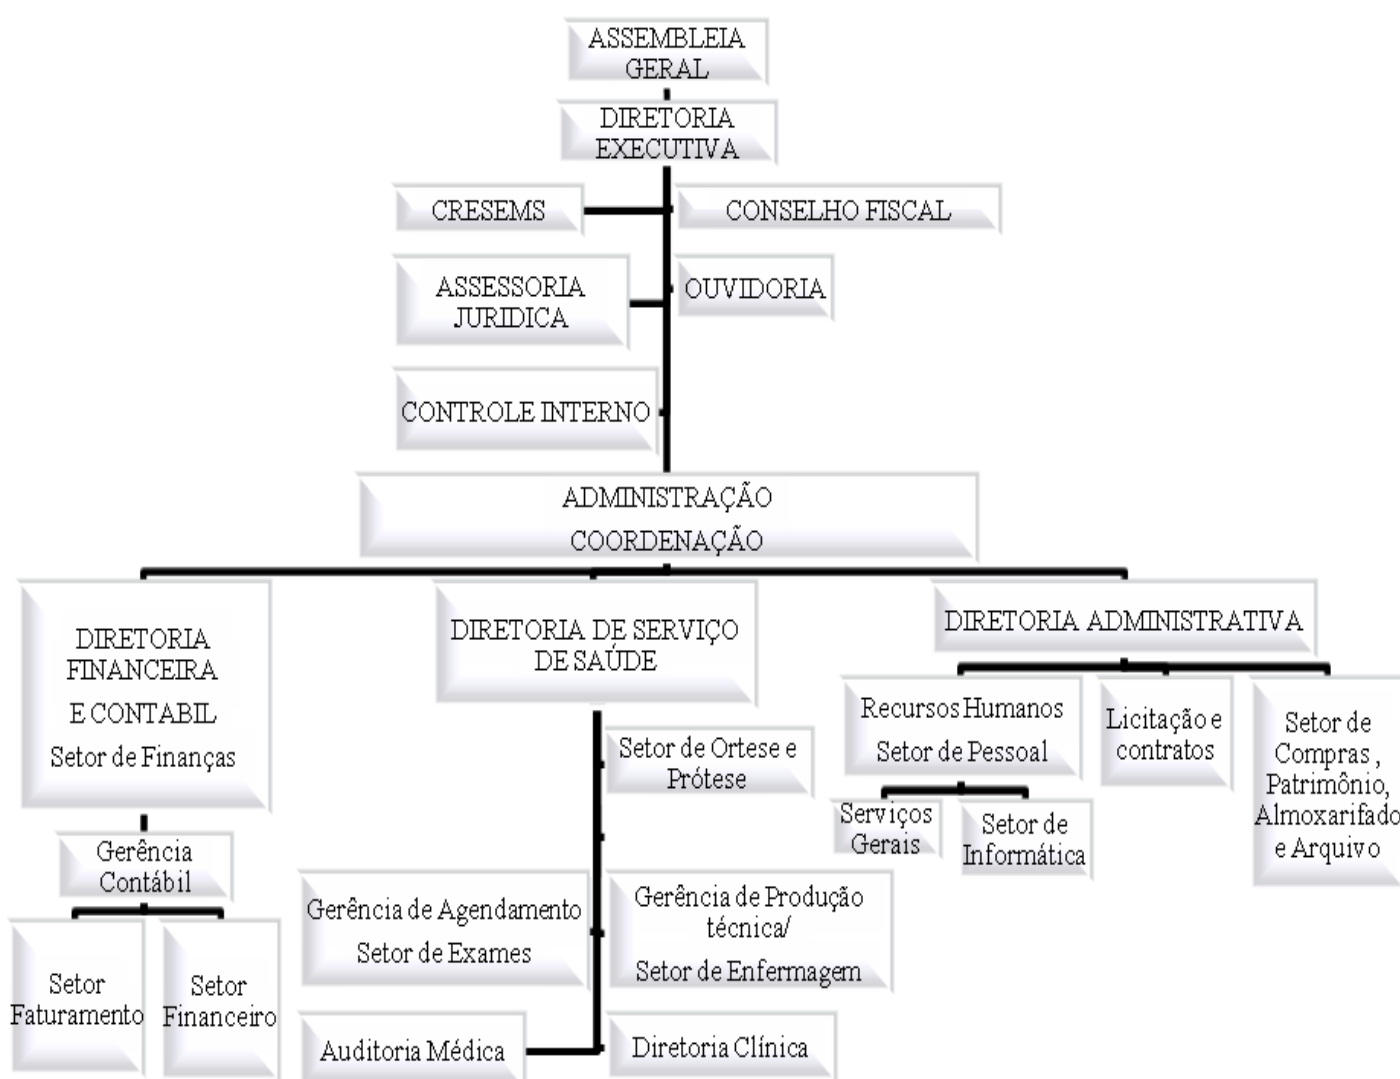 ASSEMBLEIA
GERAL
DIRETORIA
EXECUTIVA
CRESEMS
CONSELHO FISCAL
ASSESSORIA
JURIDICA
OUVIDORIA
CONTROLE INTERNO
ADMINISTRAÇÃO
COORDENAÇÃO
DIRETORIA
FINANCEIRA
E CONTABIL
Setor de Finanças
Gerência
Contábil
Setor
Faturamento
Setor
Financeiro
DIRETORIA DE SERVIÇO
DE SAÚDE
Setor de Ortese e
Prótese
Gerência de Agendamento
Setor de Exames
Gerência de Produção
técnica/
Setor de Enfermagem
Auditoria Médica
Diretoria Clínica
DIRETORIA ADMINISTRATIVA
Recursos Humanos
Setor de Pessoal
Serviços
Gerais
Setor de
Informática
Licitação e
contratos
Setor de
Compras ,
Patrimônio,
Almoxarifado
e Arquivo